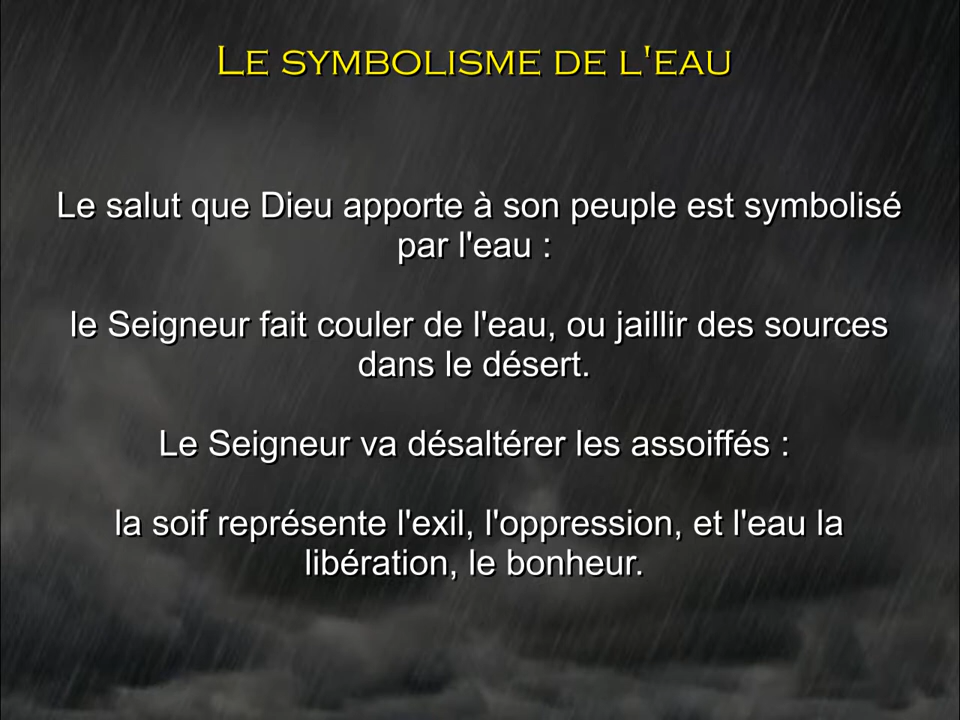 Le symbolisme de l'eau
Le salut que Dieu apporte à son peuple est symbolisé
par l'eau :
le Seigneur fait couler de l'eau, ou jaillir des sources
dans le désert.
Le Seigneur va désaltérer les assoiffés :
la soif représente l'exil, l'oppression, et l'eau la
libération, le bonheur.